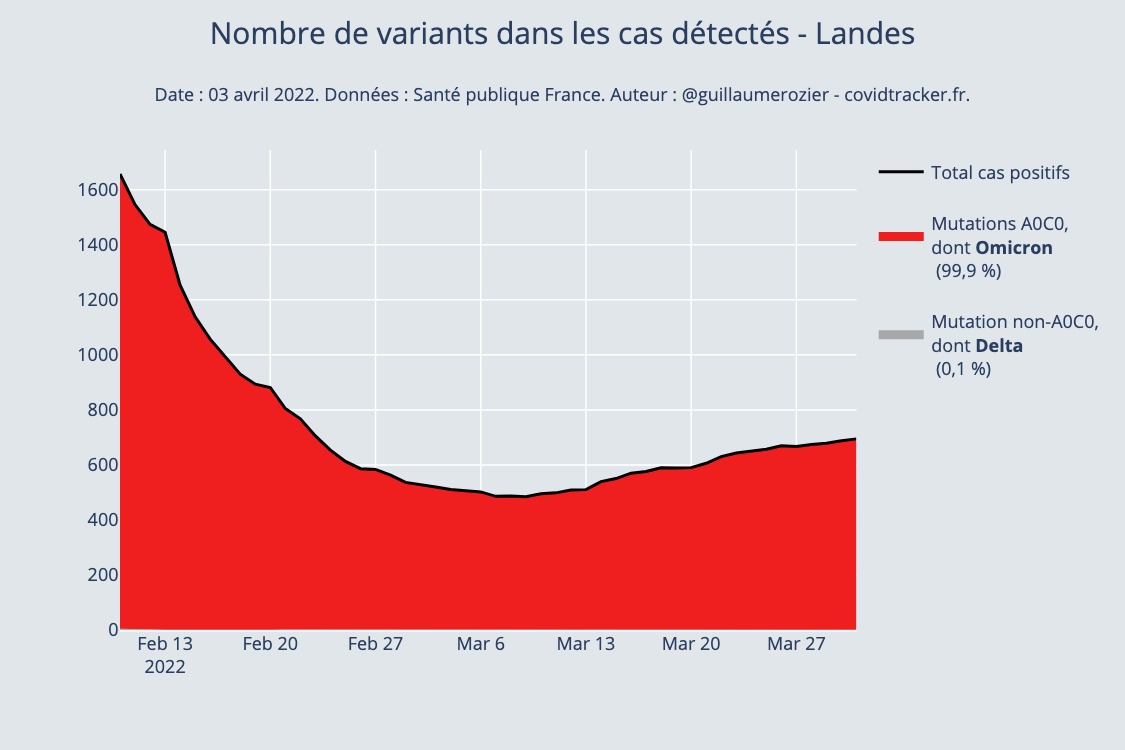 Nombre de variants dans les cas détectés - Landes
Date : 03 avril 2022. Données : Santé publique France. Auteur : @guillaumerozier - covidtracker.fr.
Total cas positifs
Mutations A0C0,
dont Omicron
(99,9 %)
Mutation non-A0C0,
dont Delta
(0,1 %)
1600
1400
1200
1000
800
600
400
200
0
Feb 13 Feb 20 Feb 27 Mar 6 Mar 13 Mar 20 Mar 27
2022